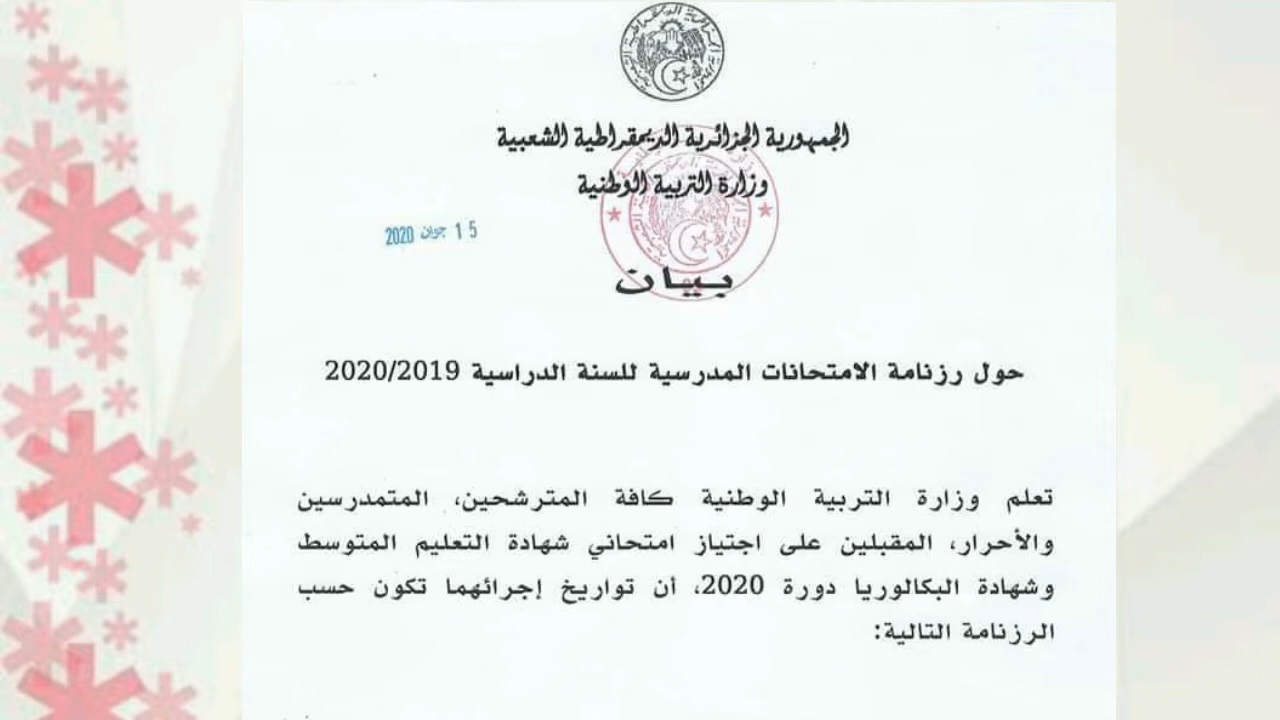 الجمهورية الجزائرية الديمقراطية الشعبية
وزارة التربية الوطنية
15 جوان 2020
بيان
حول رزنامة الامتحانات المدرسية للسنة الدراسية 2020/2019
تعلم وزارة التربية الوطنية كافة المترشحين، المتمدرسين
والأحرار، المقبلين على اجتياز امتحاني شهادة التعليم المتوسط
وشهادة البكالوريا دورة 2020، أن تواريخ إجرائهما تكون حسب
الرزنامة التالية: